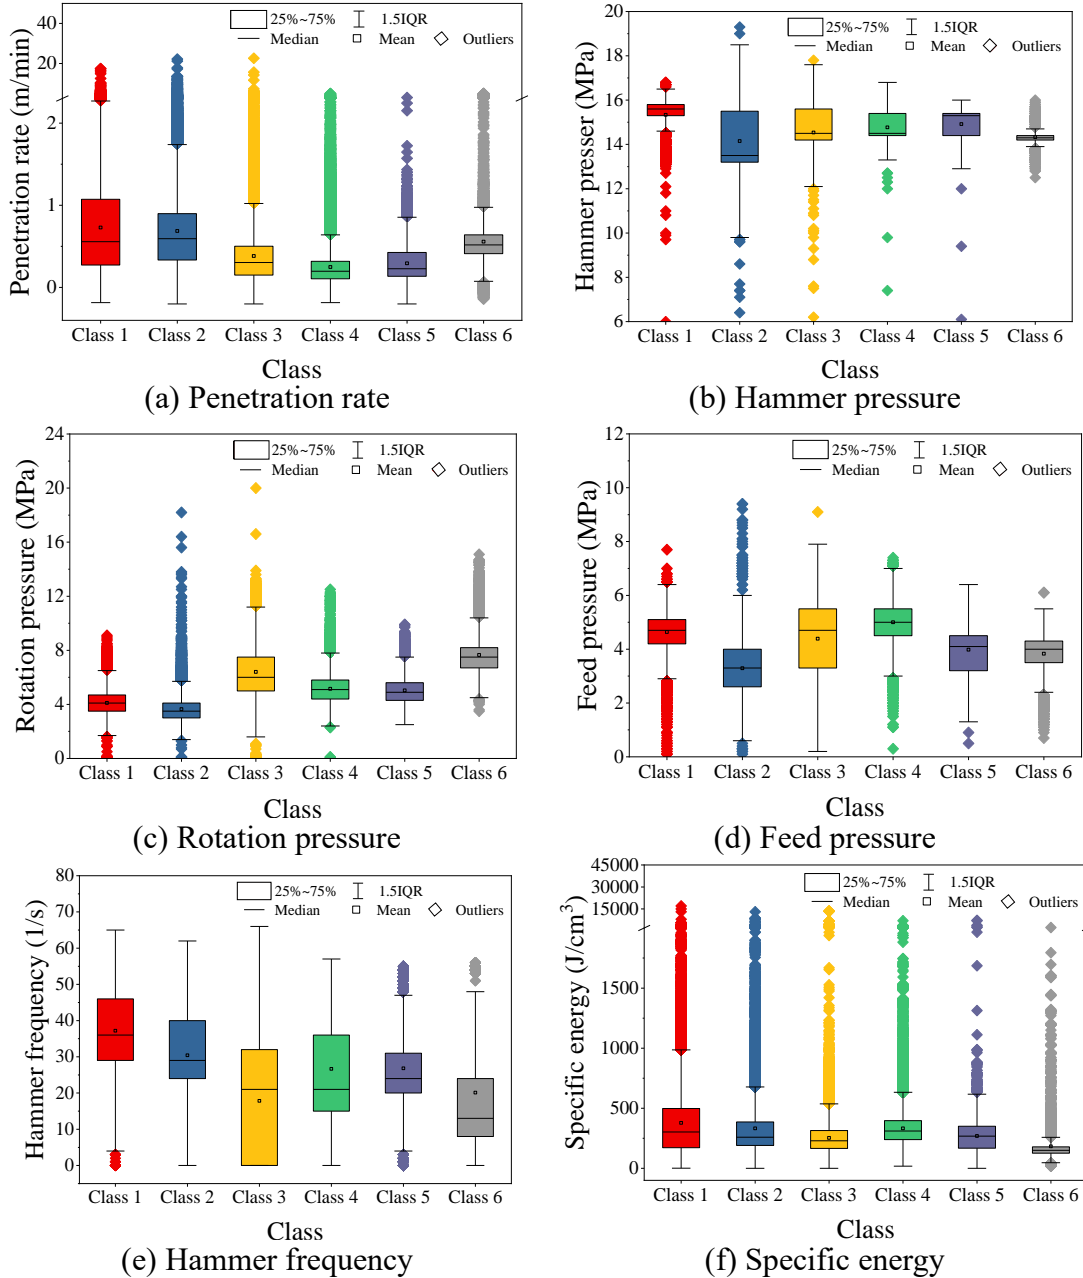 25%~75% 1.5IQR
Median Mean Outliers
Penetration rate (m/min)
40
20
2
1
0
Class 1 Class 2 Class 3 Class 4 Class 5 Class 6
Class
(a) Penetration rate
25%~75% 1.5IQR
Median Mean Outliers
Hammer presser (MPa)
20
18
16
14
12
10
8
6
Class 1 Class 2 Class 3 Class 4 Class 5 Class 6
Class
(b) Hammer pressure
25%~75% 1.5IQR
Median Mean Outliers
Rotation pressure (MPa)
24
20
16
12
8
4
0
Class 1 Class 2 Class 3 Class 4 Class 5 Class 6
Class
(c) Rotation pressure
25%~75% 1.5IQR
Median Mean Outliers
Feed pressure (MPa)
12
10
8
6
4
2
0
Class 1 Class 2 Class 3 Class 4 Class 5 Class 6
Class
(d) Feed pressure
25%~75% 1.5IQR
Median Mean Outliers
Hammer frequency (1/s)
80
70
60
50
40
30
20
10
0
Class 1 Class 2 Class 3 Class 4 Class 5 Class 6
Class
(e) Hammer frequency
25%~75% 1.5IQR
Median Mean Outliers
Specific energy (J/cm³)
45000
30000
15000
1500
1000
500
0
Class 1 Class 2 Class 3 Class 4 Class 5 Class 6
Class
(f) Specific energy